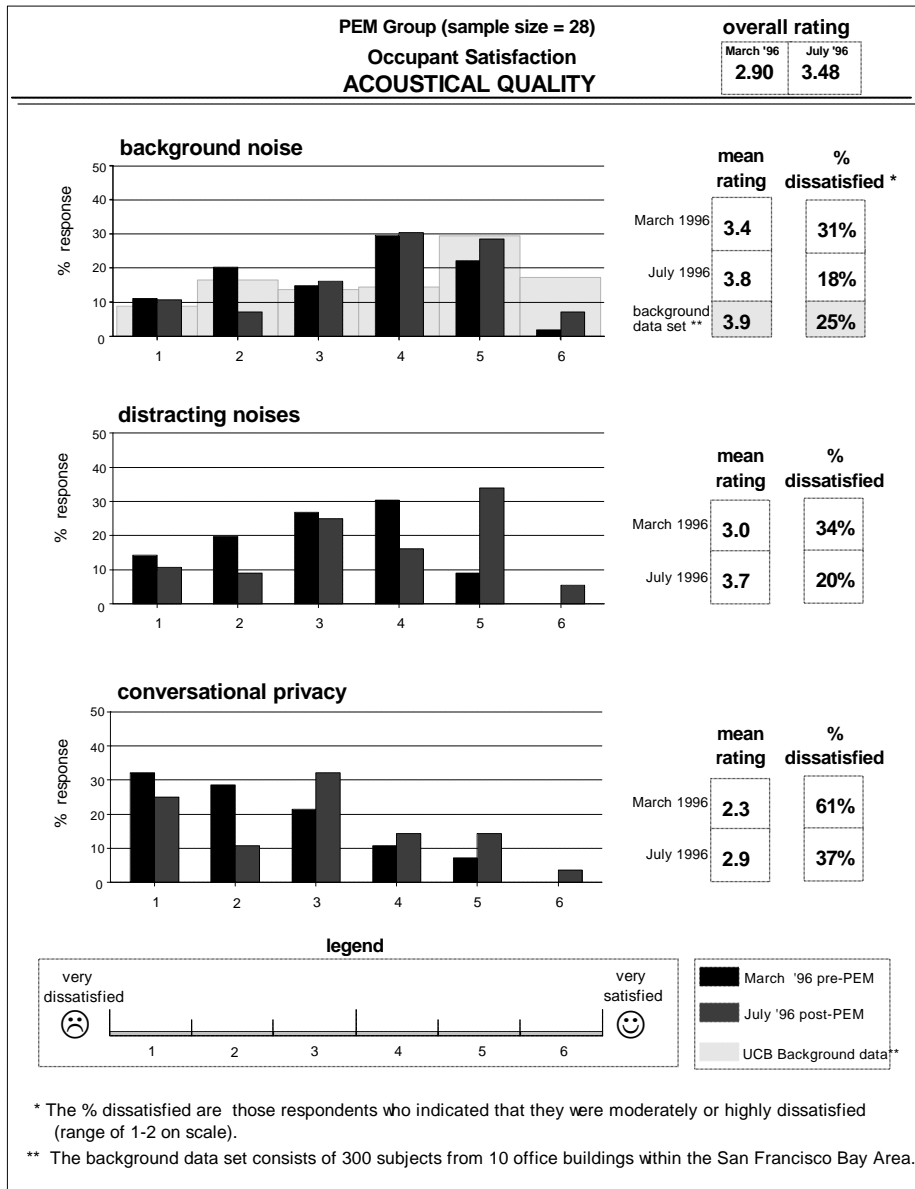 PEM Group (sample size = 28)
Occupant Satisfaction
ACOUSTICAL QUALITY
overall rating
March '96 July '96
2.90 3.48
background noise
% response
50
40
30
20
10
0
1 2 3 4 5 6
mean rating
% dissatisfied *
March 1996 3.4 31%
July 1996 3.8 18%
background data set ** 3.9 25%
distracting noises
% response
50
40
30
20
10
0
1 2 3 4 5 6
mean rating
% dissatisfied
March 1996 3.0 34%
July 1996 3.7 20%
conversational privacy
% response
50
40
30
20
10
0
1 2 3 4 5 6
mean rating
% dissatisfied
March 1996 2.3 61%
July 1996 2.9 37%
legend
very dissatisfied
very satisfied
1 2 3 4 5 6
March '96 pre-PEM
July '96 post-PEM
UCB Background data**
* The % dissatisfied are those respondents who indicated that they were moderately or highly dissatisfied
(range of 1-2 on scale).
** The background data set consists of 300 subjects from 10 office buildings within the San Francisco Bay Area.